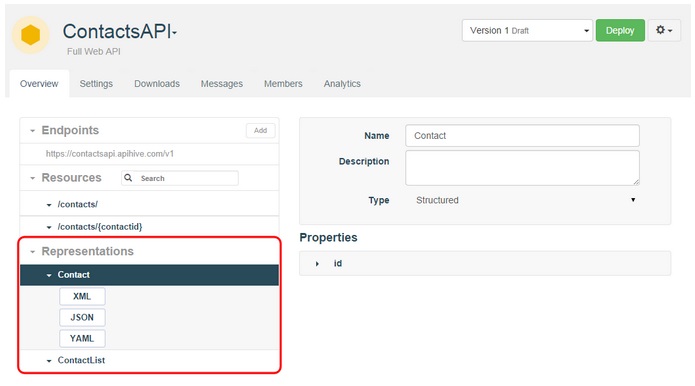 ContactsAPI
Full Web API
Version 1 Draft
Deploy
Overview Settings Downloads Messages Members Analytics
Endpoints Add
https://contactsapi.apihive.com/v1
Resources Search
/contacts/
/contacts/{contactid}
Representations
Contact
XML
JSON
YAML
ContactList
Name Contact
Description
Type Structured
Properties
id